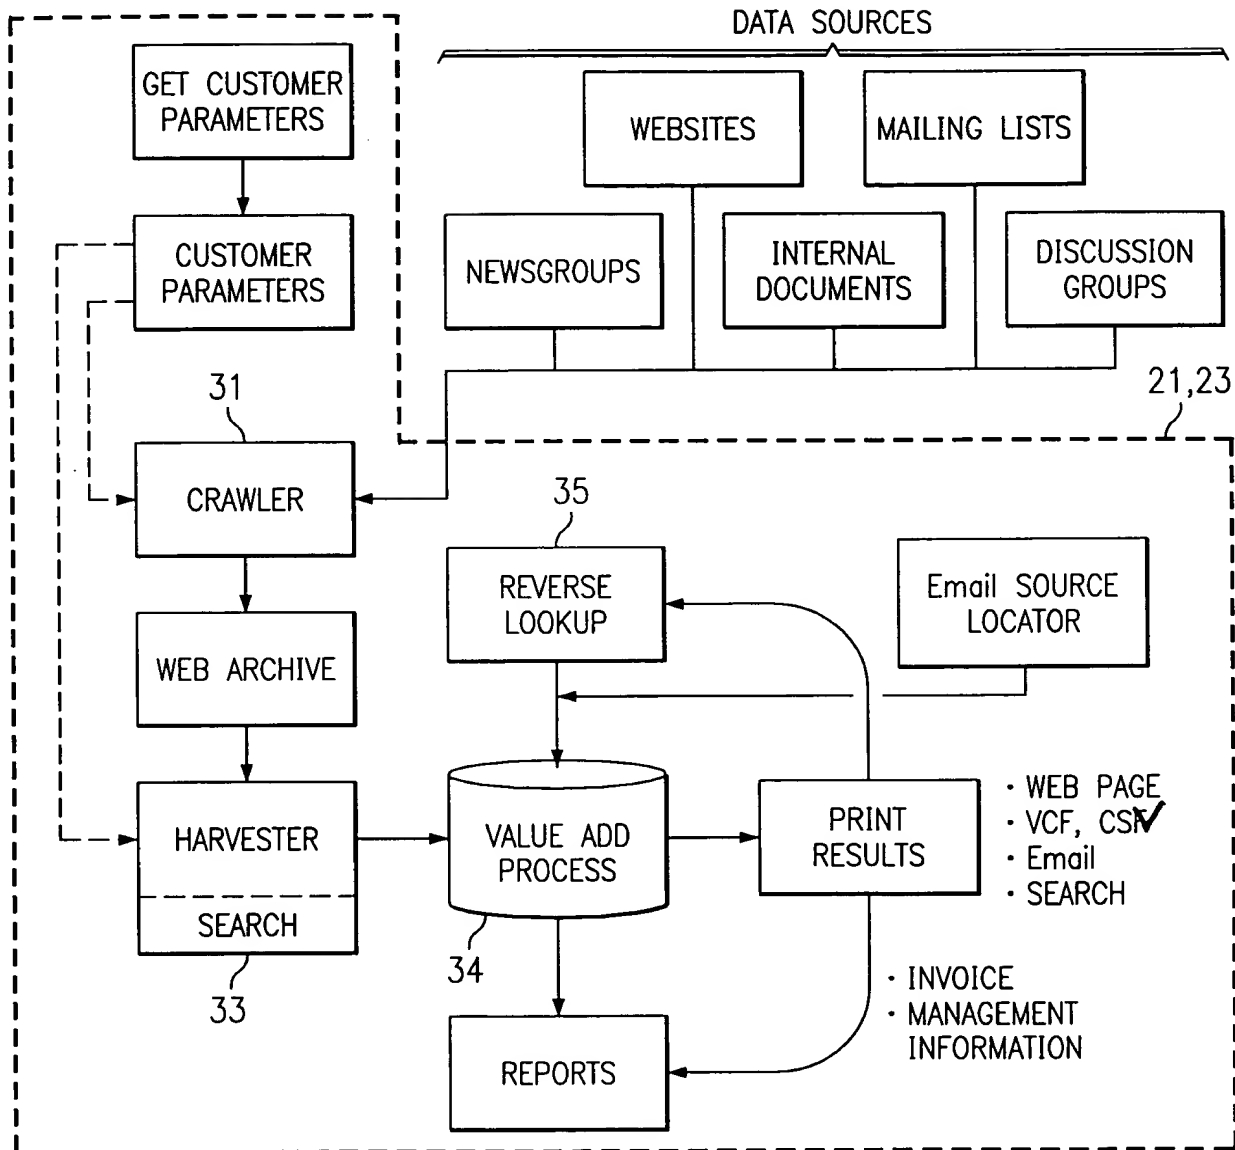 DATA SOURCES
GET CUSTOMER
PARAMETERS
WEBSITES
MAILING LISTS
CUSTOMER
PARAMETERS
NEWSGROUPS
INTERNAL
DOCUMENTS
DISCUSSION
GROUPS
21,23
31
CRAWLER
35
REVERSE
LOOKUP
Email SOURCE
LOCATOR
WEB ARCHIVE
HARVESTER
SEARCH
33
VALUE ADD
PROCESS
34
PRINT
RESULTS
· WEB PAGE
· VCF,
· Email
· SEARCH
· INVOICE
· MANAGEMENT
INFORMATION
REPORTS